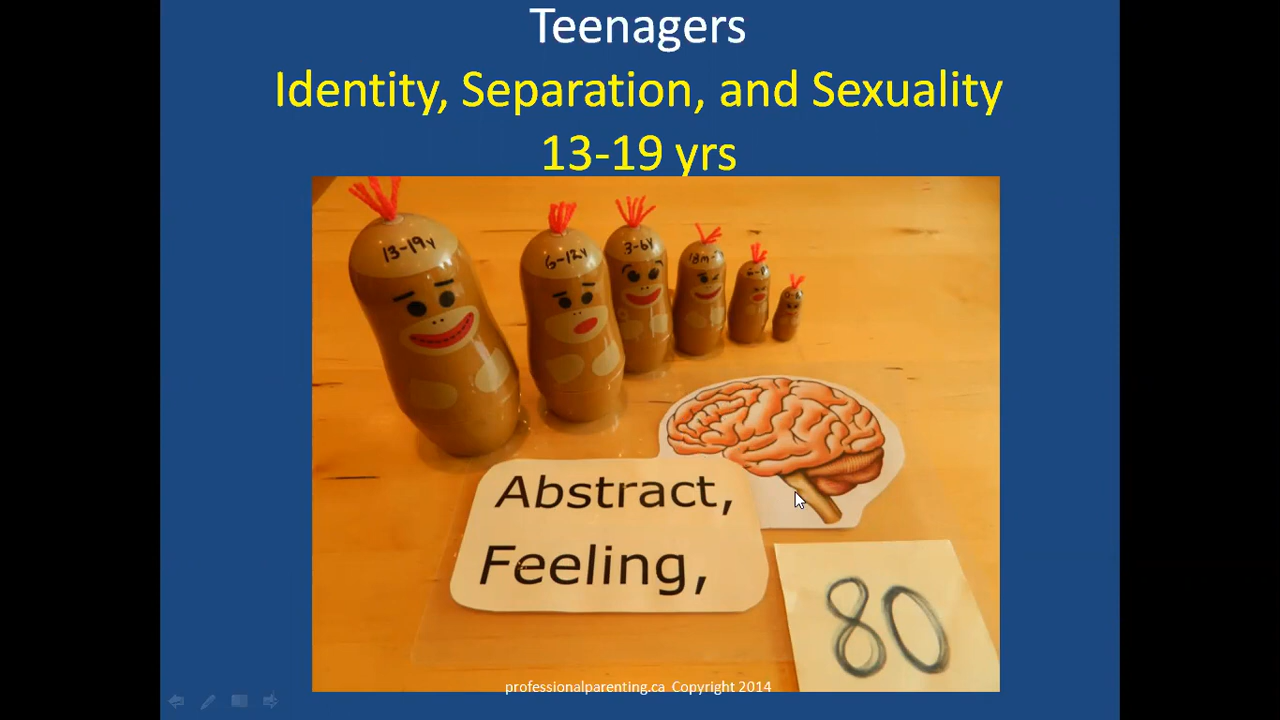 Teenagers
Identity, Separation, and Sexuality
13-19 yrs
13-19y
6-12y
3-6y
18m-
Abstract,
Feeling,
80
professionalparenting.ca Copyright 2014